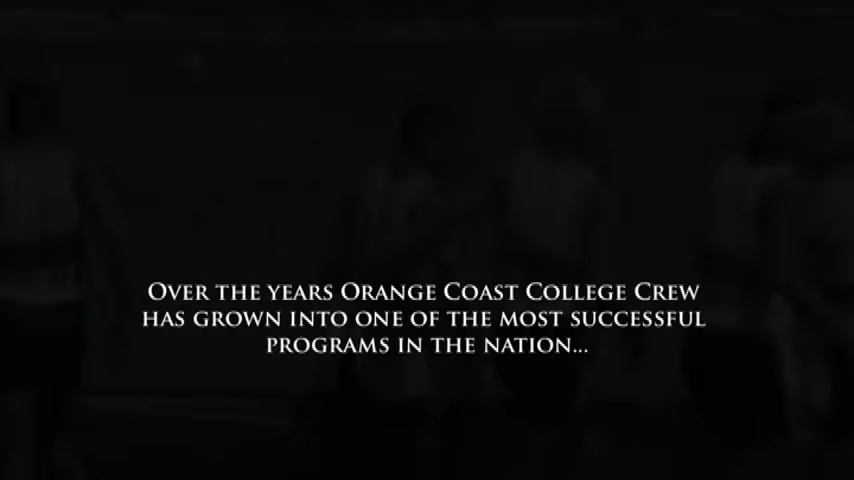 Over the years Orange Coast College Crew
has grown into one of the most successful
programs in the nation...